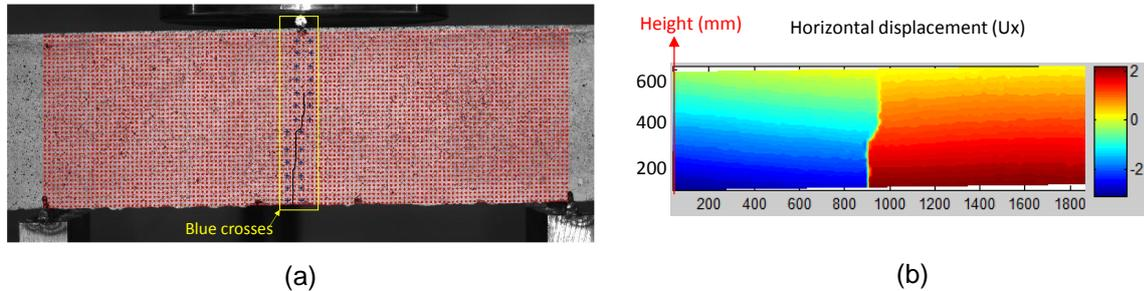 Blue crosses
(a)
Height (mm)
Horizontal displacement (Ux)
600
400
200
200 400 600 800 1000 1200 1400 1600 1800
2
0
-2
(b)